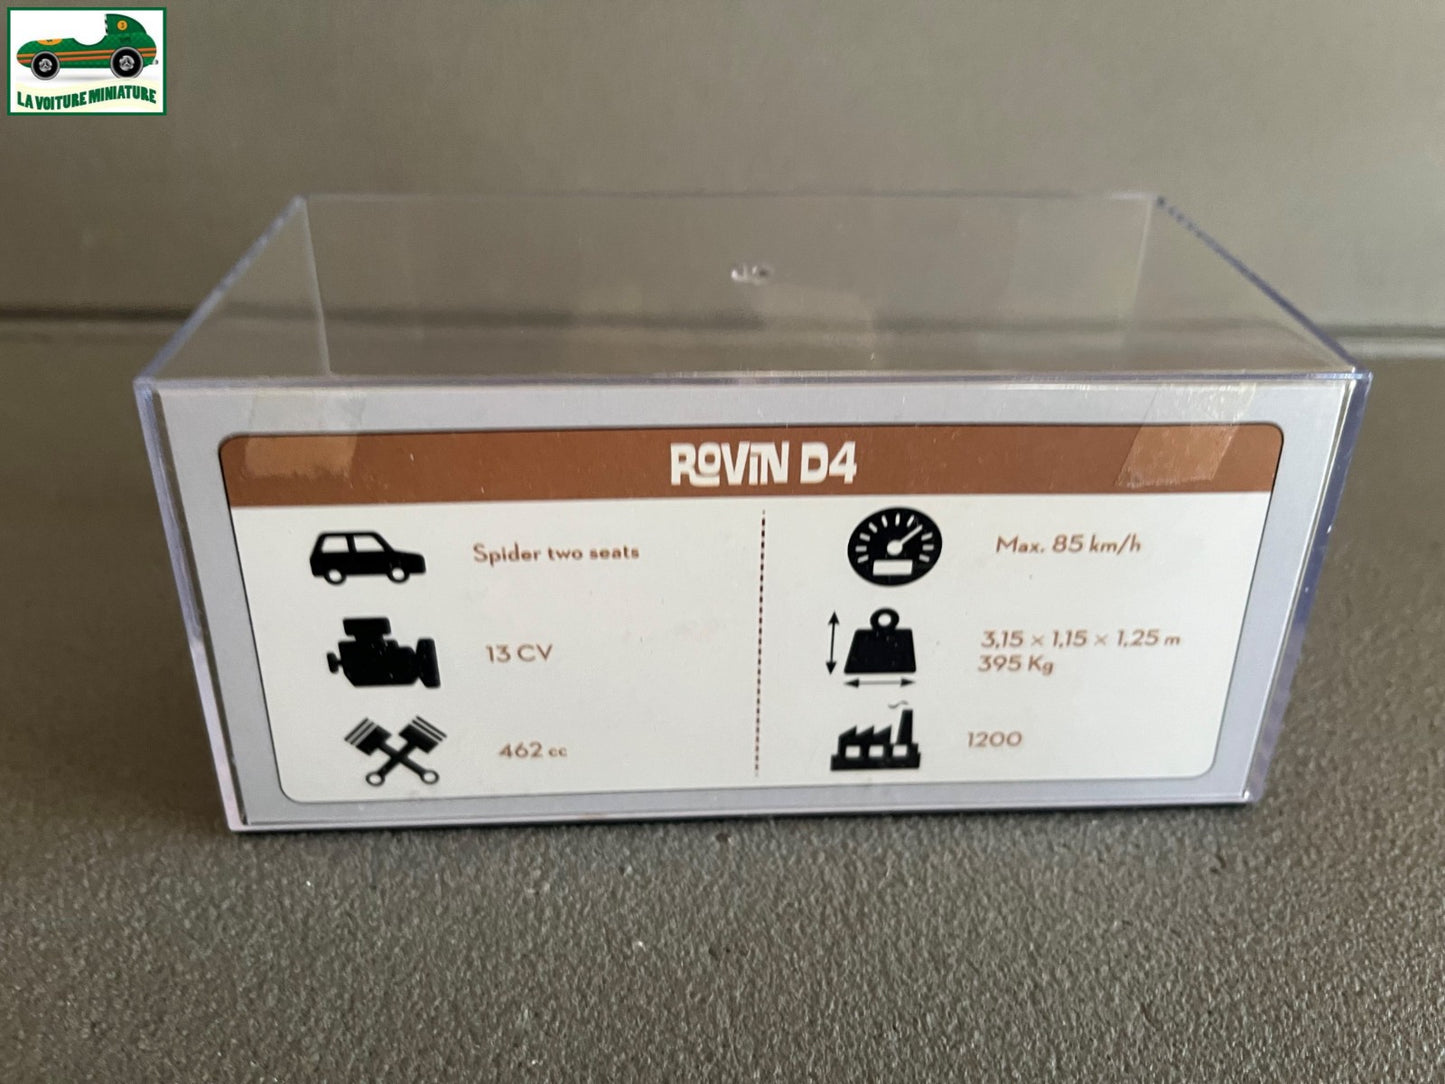 3
LA VOITURE MINIATURE
ROVIN D4
Spider two seats
Max. 85 km/h
13 CV
3,15 × 1,15 × 1,25 m
395 Kg
462 cc
1200